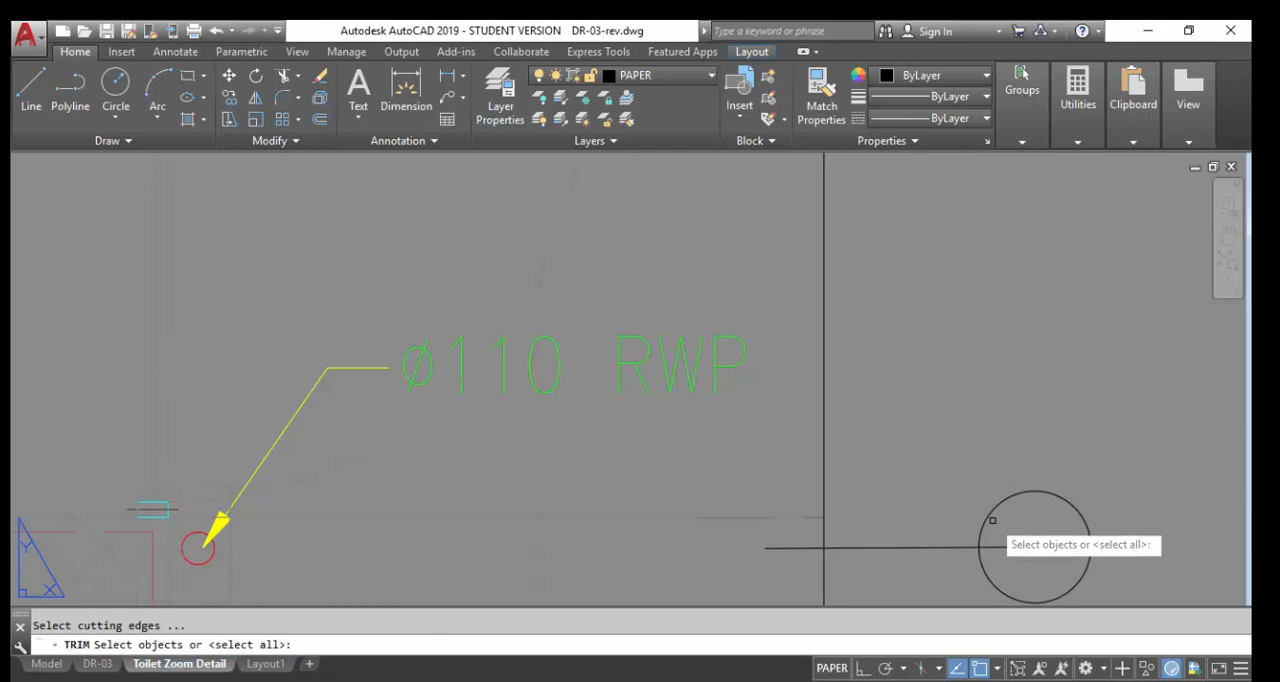 Autodesk AutoCAD 2019 - STUDENT VERSION DR-03-rev.dwg
Type a keyword or phrase
Sign In
Home Insert Annotate Parametric View Manage Output Add-ins Collaborate Express Tools Featured Apps Layout
Line Polyline Circle Arc
Text Dimension
Layer Properties
PAPER
Insert
Match Properties
ByLayer
ByLayer
ByLayer
Groups Utilities Clipboard View
Draw Modify Annotation Layers Block Properties
ø110 RWP
Select objects or <select all>:
Y
X
Select cutting edges ...
TRIM Select objects or <select all>:
Model DR-03 Toilet Zoom Detail Layout1 +
PAPER